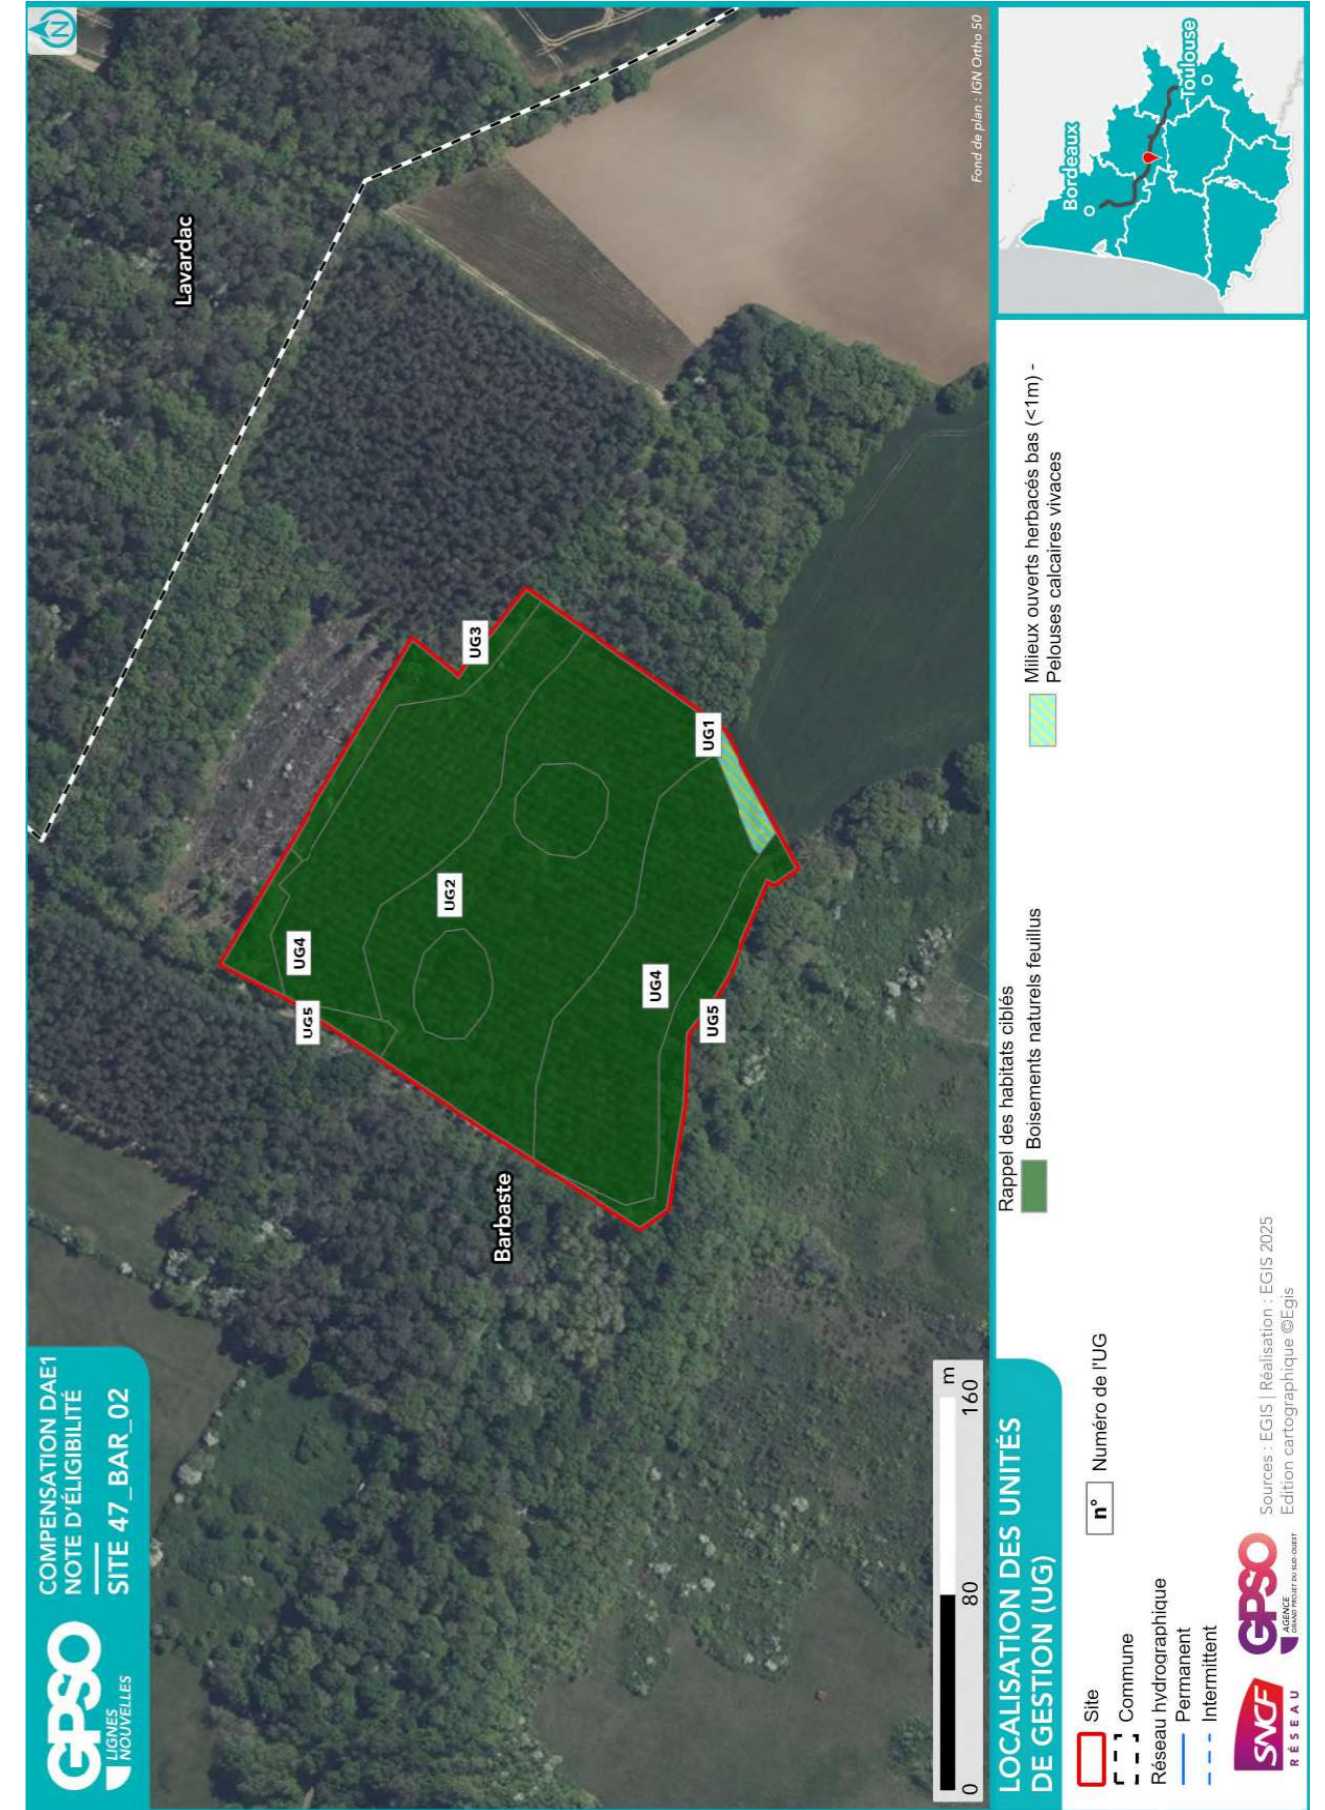 GPSO
LIGNES
NOUVELLES
COMPENSATION DAE1
NOTE D'ÉLIGIBILITÉ
SITE 47_BAR_02
N
Lavardac
Barbaste
UG3
UG1
UG2
UG4
UG5
UG4
UG5
0 80 160 m
Fond de plan : IGN Ortho 50
LOCALISATION DES UNITÉS
DE GESTION (UG)
Site
Commune
Réseau hydrographique
Permanent
Intermittent
n° Numéro de l'UG
Rappel des habitats ciblés
Boisements naturels feuillus
Milieux ouverts herbacés bas (<1m) -
Pelouses calcaires vivaces
Bordeaux
Toulouse
SNCF
RÉSEAU
GPSO
AGENCE
GRAND PROJET DU SUD-OUEST
Sources : EGIS | Réalisation : EGIS 2025
Edition cartographique ©Egis